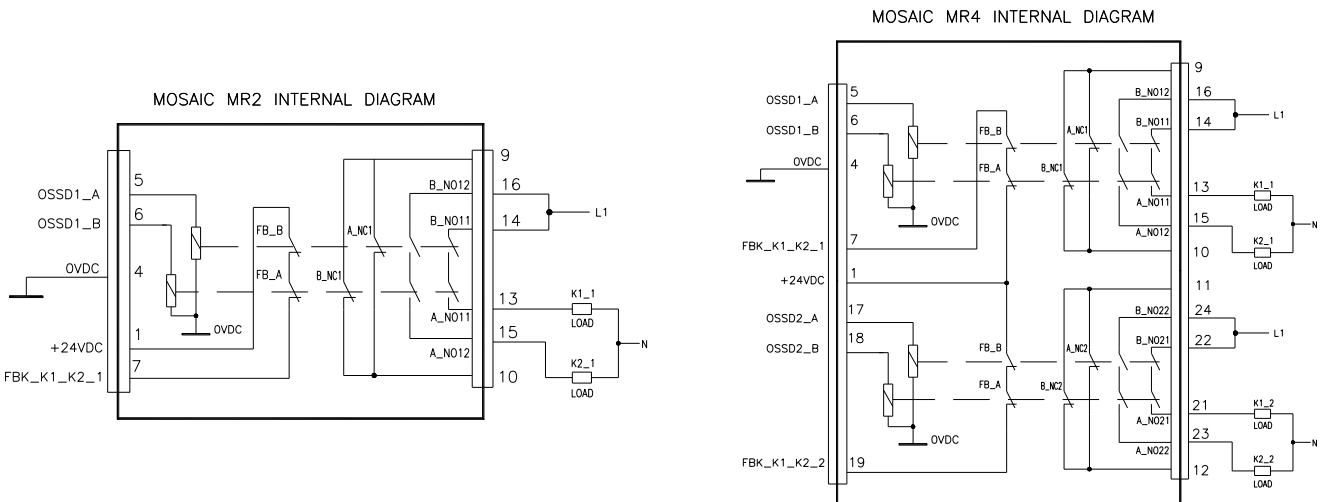 MOSAIC MR2 INTERNAL DIAGRAM
OSSD1_A
5
OSSD1_B
6
0VDC
4
+24VDC
1
FBK_K1_K2_1
7
FB_B
FB_A
0VDC
A_NC1
B_NC1
B_NO12
B_NO11
A_NO11
A_NO12
9
16
14
L1
13
K1_1
LOAD
15
K2_1
LOAD
N
10
MOSAIC MR4 INTERNAL DIAGRAM
OSSD1_A
5
OSSD1_B
6
0VDC
4
FBK_K1_K2_1
7
+24VDC
1
OSSD2_A
17
OSSD2_B
18
FBK_K1_K2_2
19
FB_B
FB_A
0VDC
A_NC1
B_NC1
B_NO12
B_NO11
A_NO11
A_NO12
9
16
14
L1
13
K1_1
LOAD
15
K2_1
LOAD
N
10
FB_B
FB_A
0VDC
A_NC2
B_NC2
B_NO22
B_NO21
A_NO21
A_NO22
11
24
22
L1
21
K1_2
LOAD
23
K2_2
LOAD
N
12